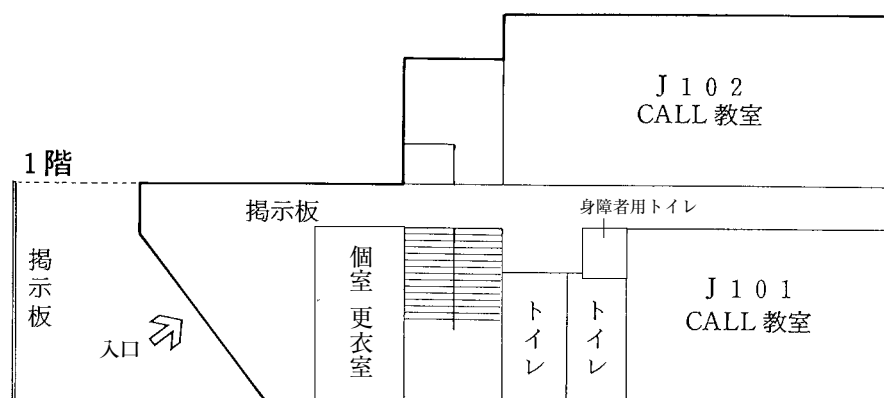 J102
CALL 教室
1階
掲示板
身障者用トイレ
掲示板
個室 更衣室
J101
CALL 教室
トイレ
トイレ
入口